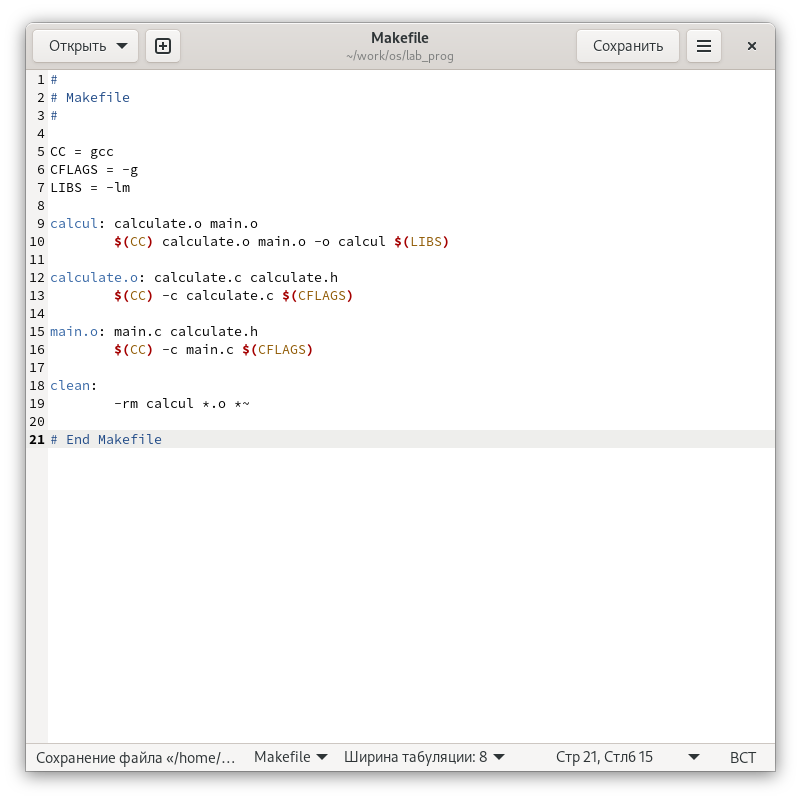 Открыть
Makefile
~/work/os/lab_prog
Сохранить
1 #
2 # Makefile
3 #
4
5 CC = gcc
6 CFLAGS = -g
7 LIBS = -lm
8
9 calcul: calculate.o main.o
10 $(CC) calculate.o main.o -o calcul $(LIBS)
11
12 calculate.o: calculate.c calculate.h
13 $(CC) -c calculate.c $(CFLAGS)
14
15 main.o: main.c calculate.h
16 $(CC) -c main.c $(CFLAGS)
17
18 clean:
19 -rm calcul *.o *~
20
21 # End Makefile
Сохранение файла «/home/… Makefile Ширина табуляции: 8 Стр 21, Стлб 15 ВСТ